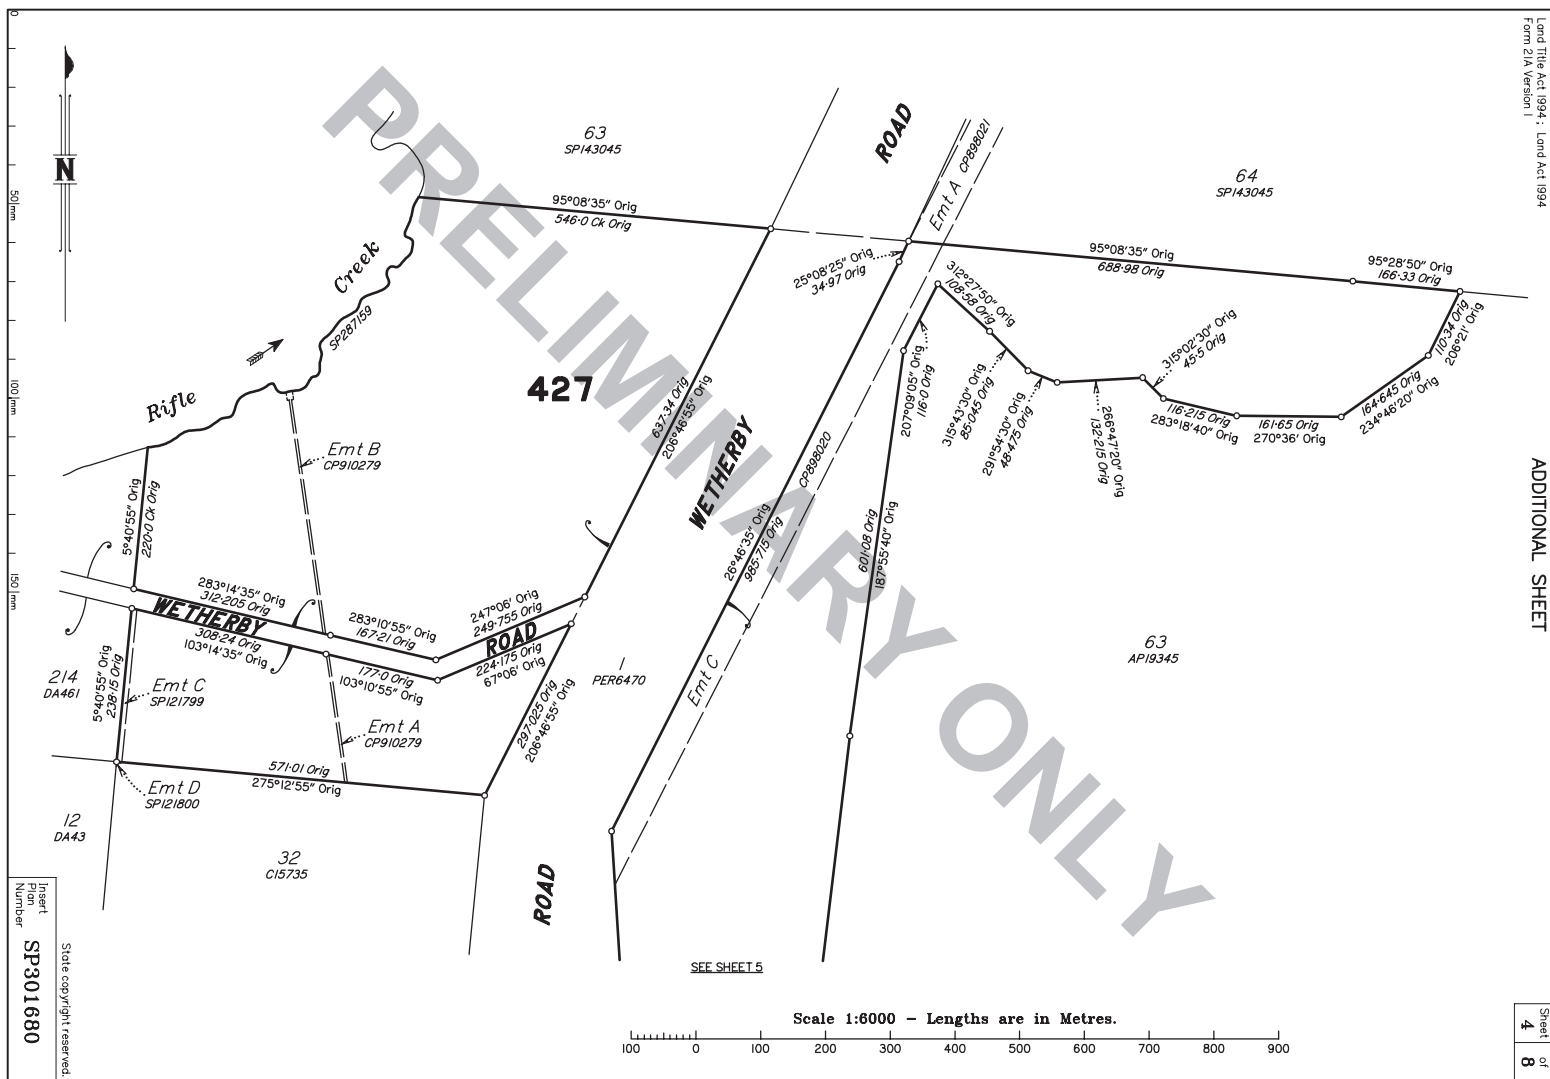 Land Title Act 1994 ; Land Act 1994
Form 21A Version 1
ADDITIONAL SHEET
Sheet 4 of 8
0
50 mm
100 mm
150 mm
N
PRELIMINARY ONLY
63
SP143045
ROAD
Emt A CP898021
64
SP143045
95°08'35" Orig
546·0 Ck Orig
25°08'25" Orig
34·97 Orig
95°08'35" Orig
688·98 Orig
95°28'50" Orig
166·33 Orig
110·34 Orig
206°21'
312°27'50" Orig
108·58 Orig
315°02'30" Orig
45·5 Orig
164·645 Orig
234°46'20" Orig
116·215 Orig
283°18'40" Orig
161·65 Orig
270°36' Orig
266°47'20" Orig
132·215 Orig
291°54'30" Orig
48·475 Orig
315°43'30" Orig
85·045 Orig
207°09'05" Orig
116·0 Orig
Rifle Creek
SP287159
427
637·34 Orig
206°46'55" Orig
WETHERBY
CP898020
Emt B
CP910279
5°40'55" Orig
220·0 Ck Orig
26°46'35" Orig
985·715 Orig
601·08 Orig
187°55'40" Orig
283°14'35" Orig
312·205 Orig
WETHERBY
308·24 Orig
103°14'35" Orig
283°10'55" Orig
167·21 Orig
247°06' Orig
249·755 Orig
ROAD
224·175 Orig
67°06' Orig
177·0 Orig
103°10'55" Orig
63
AP19345
1
PER6470
Emt C
214
DA461
5°40'55" Orig
238·15 Orig
Emt C
SP121799
Emt A
CP910279
297·025 Orig
206°46'55" Orig
571·01 Orig
275°12'55" Orig
Emt D
SP121800
12
DA43
32
C15735
ROAD
SEE SHEET 5
Scale 1:6000 – Lengths are in Metres.
100 0 100 200 300 400 500 600 700 800 900
State copyright reserved.
Insert
Plan
Number
SP301680